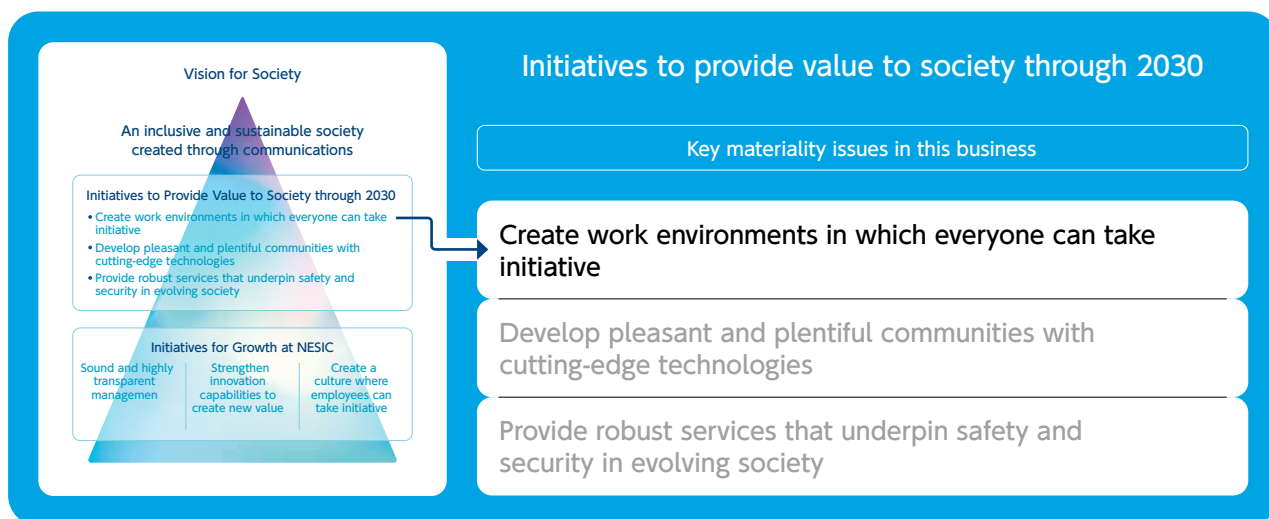 Vision for Society
An inclusive and sustainable society
created through communications
Initiatives to Provide Value to Society through 2030
• Create work environments in which everyone can take
initiative
• Develop pleasant and plentiful communities with
cutting-edge technologies
• Provide robust services that underpin safety and
security in evolving society
Initiatives for Growth at NESIC
Sound and highly
transparent
managemen
Strengthen
innovation
capabilities to
create new value
Create a
culture where
employees can
take initiative
Initiatives to provide value to society through 2030
Key materiality issues in this business
Create work environments in which everyone can take
initiative
Develop pleasant and plentiful communities with
cutting-edge technologies
Provide robust services that underpin safety and
security in evolving society